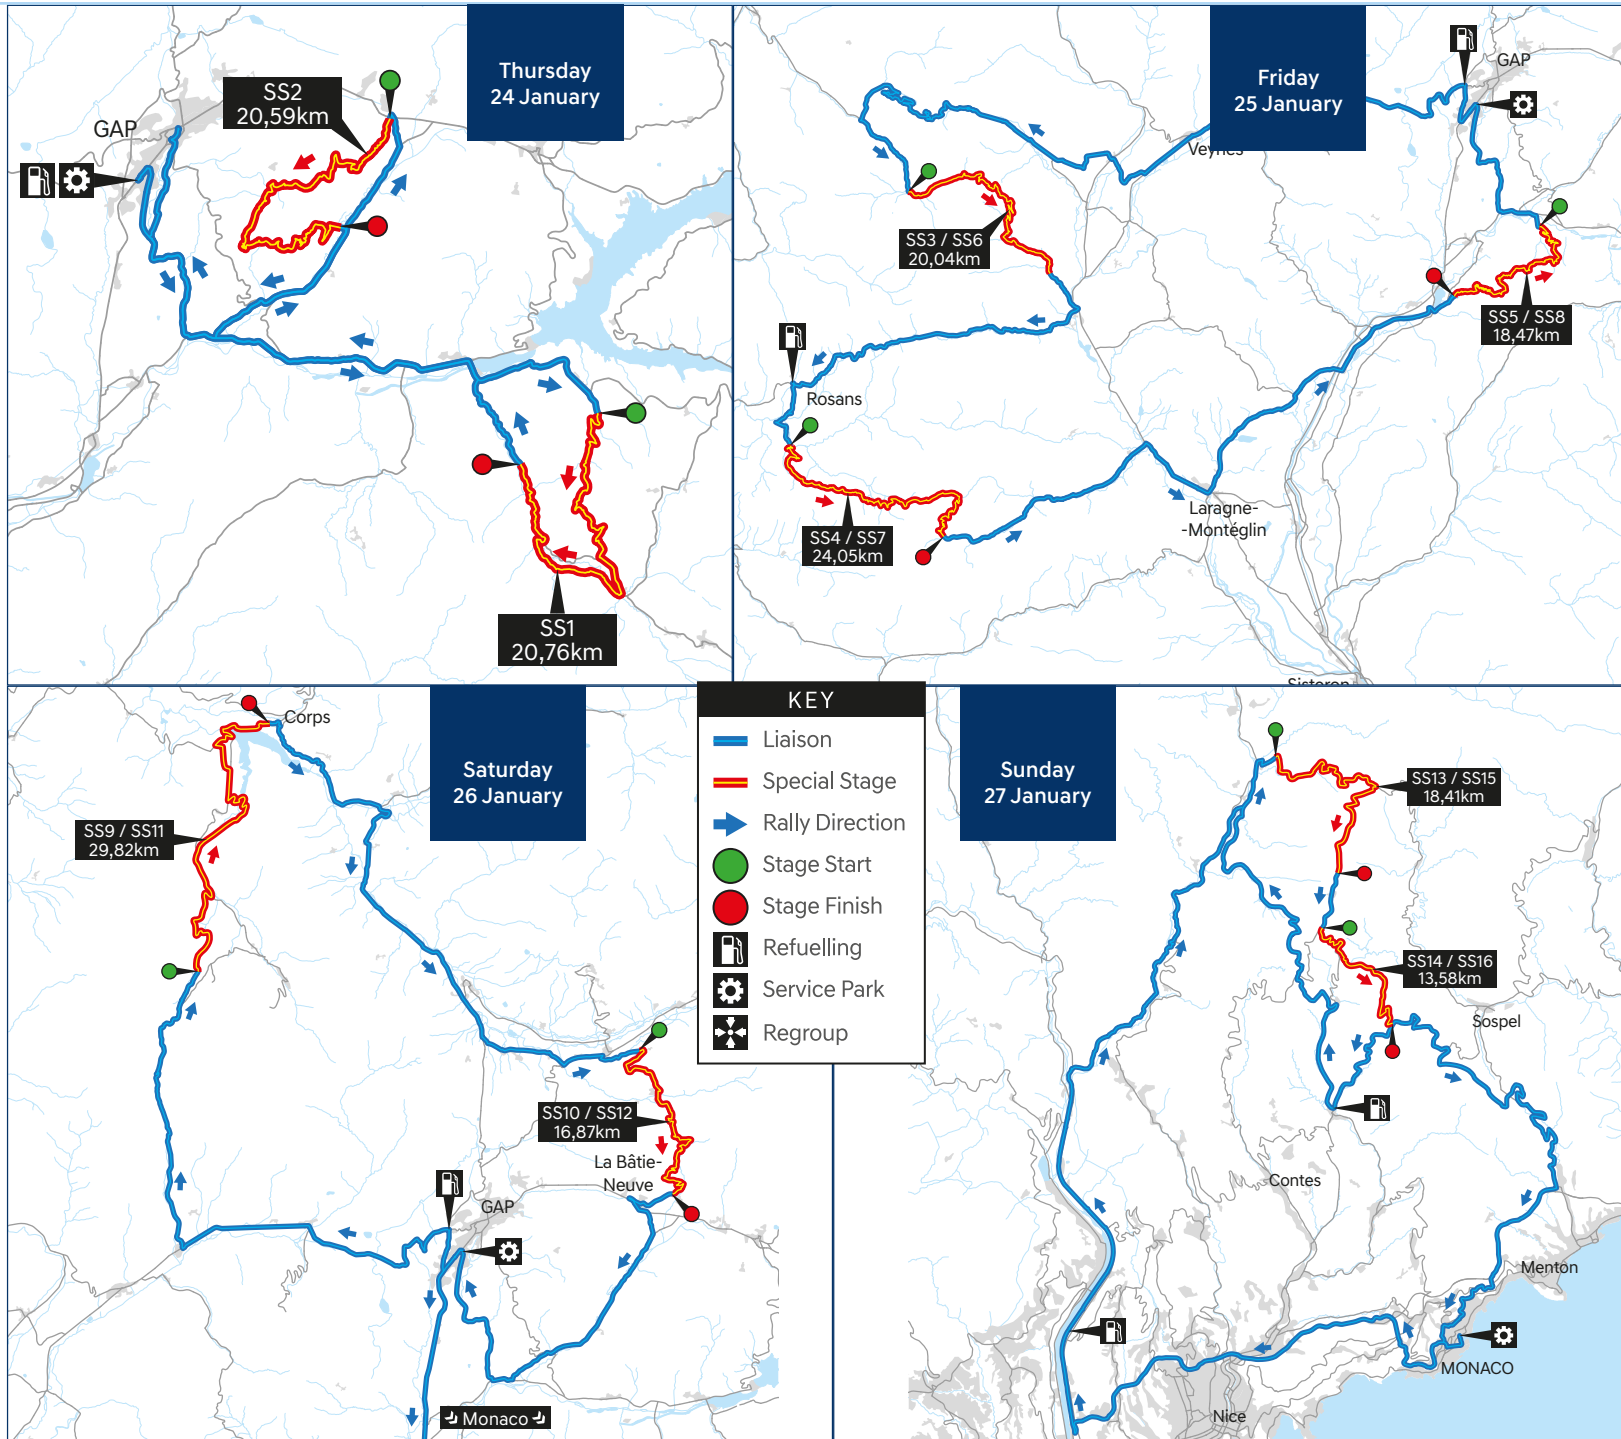 Thursday
24 January
SS2
20,59km
GAP
SS1
20,76km
Friday
25 January
GAP
Veynes
SS3 / SS6
20,04km
SS5 / SS8
18,47km
Rosans
SS4 / SS7
24,05km
Laragne-
-Montéglin
Sisteron
Saturday
26 January
Corps
SS9 / SS11
29,82km
SS10 / SS12
16,87km
La Bâtie-
Neuve
GAP
Monaco
KEY
Liaison
Special Stage
Rally Direction
Stage Start
Stage Finish
Refuelling
Service Park
Regroup
Sunday
27 January
SS13 / SS15
18,41km
SS14 / SS16
13,58km
Sospel
Contes
Menton
MONACO
Nice